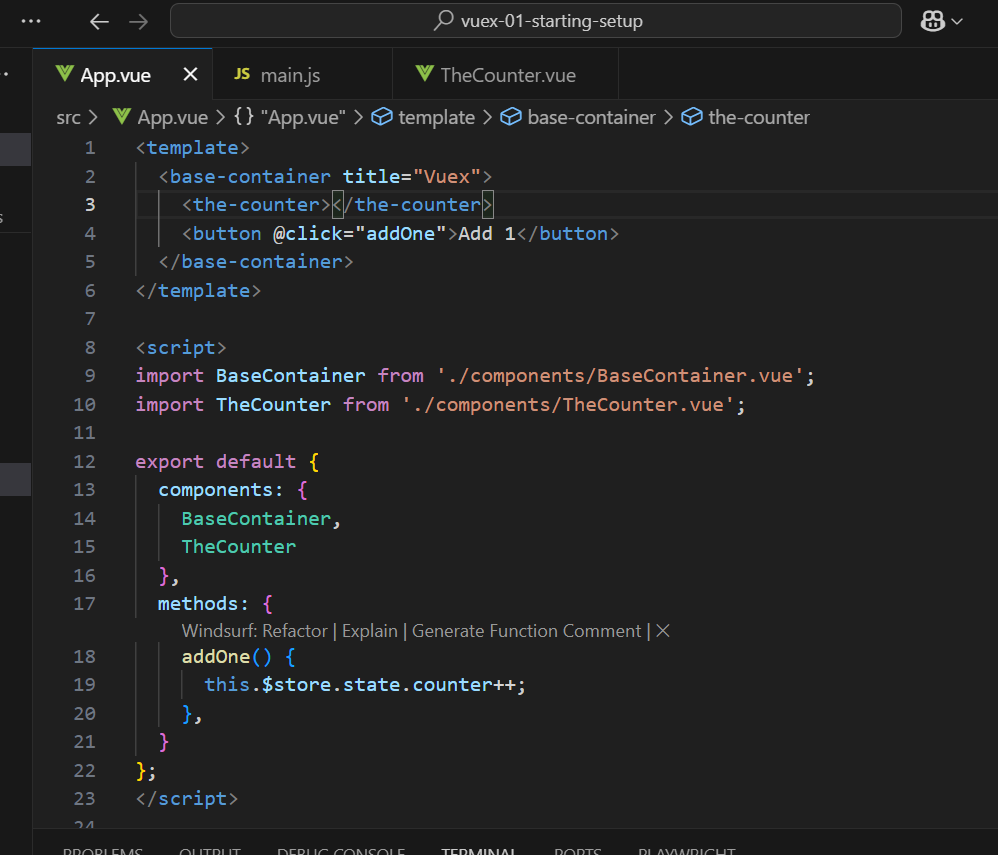 vuex-01-starting-setup
App.vue
JS main.js
TheCounter.vue
src > App.vue > {} "App.vue" > template > base-container > the-counter
1 <template>
2 <base-container title="Vuex">
3 <the-counter></the-counter>
4 <button @click="addOne">Add 1</button>
5 </base-container>
6 </template>
7
8 <script>
9 import BaseContainer from './components/BaseContainer.vue';
10 import TheCounter from './components/TheCounter.vue';
11
12 export default {
13 components: {
14 BaseContainer,
15 TheCounter
16 },
17 methods: {
Windsurf: Refactor | Explain | Generate Function Comment | ×
18 addOne() {
19 this.$store.state.counter++;
20 },
21 }
22 };
23 </script>
24
PROBLEMS OUTPUT DEBUG CONSOLE TERMINAL PORTS PLAYWRIGHT